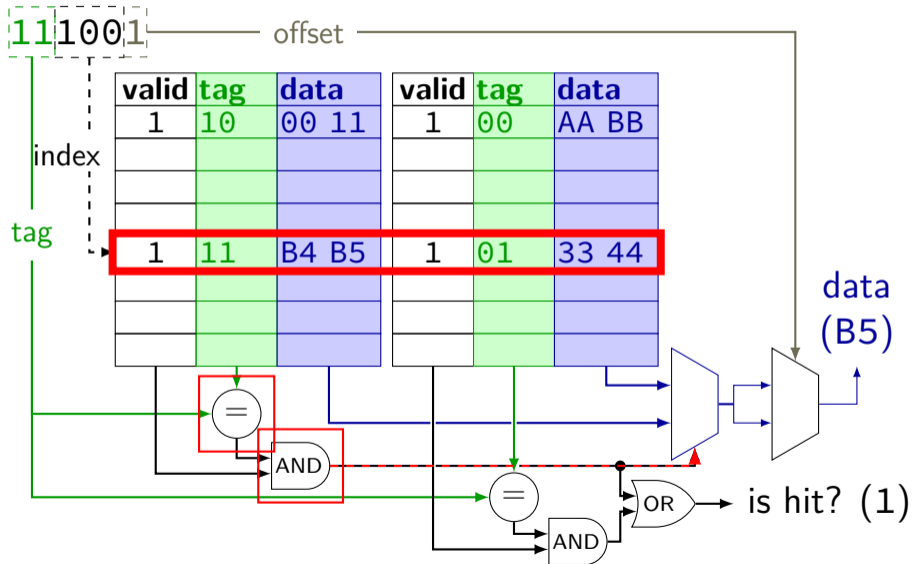 111001
offset
valid tag data valid tag data
1 10 00 11 1 00 AA BB
index
tag
1 11 B4 B5 1 01 33 44
data
(B5)
=
AND
=
OR
is hit? (1)
AND